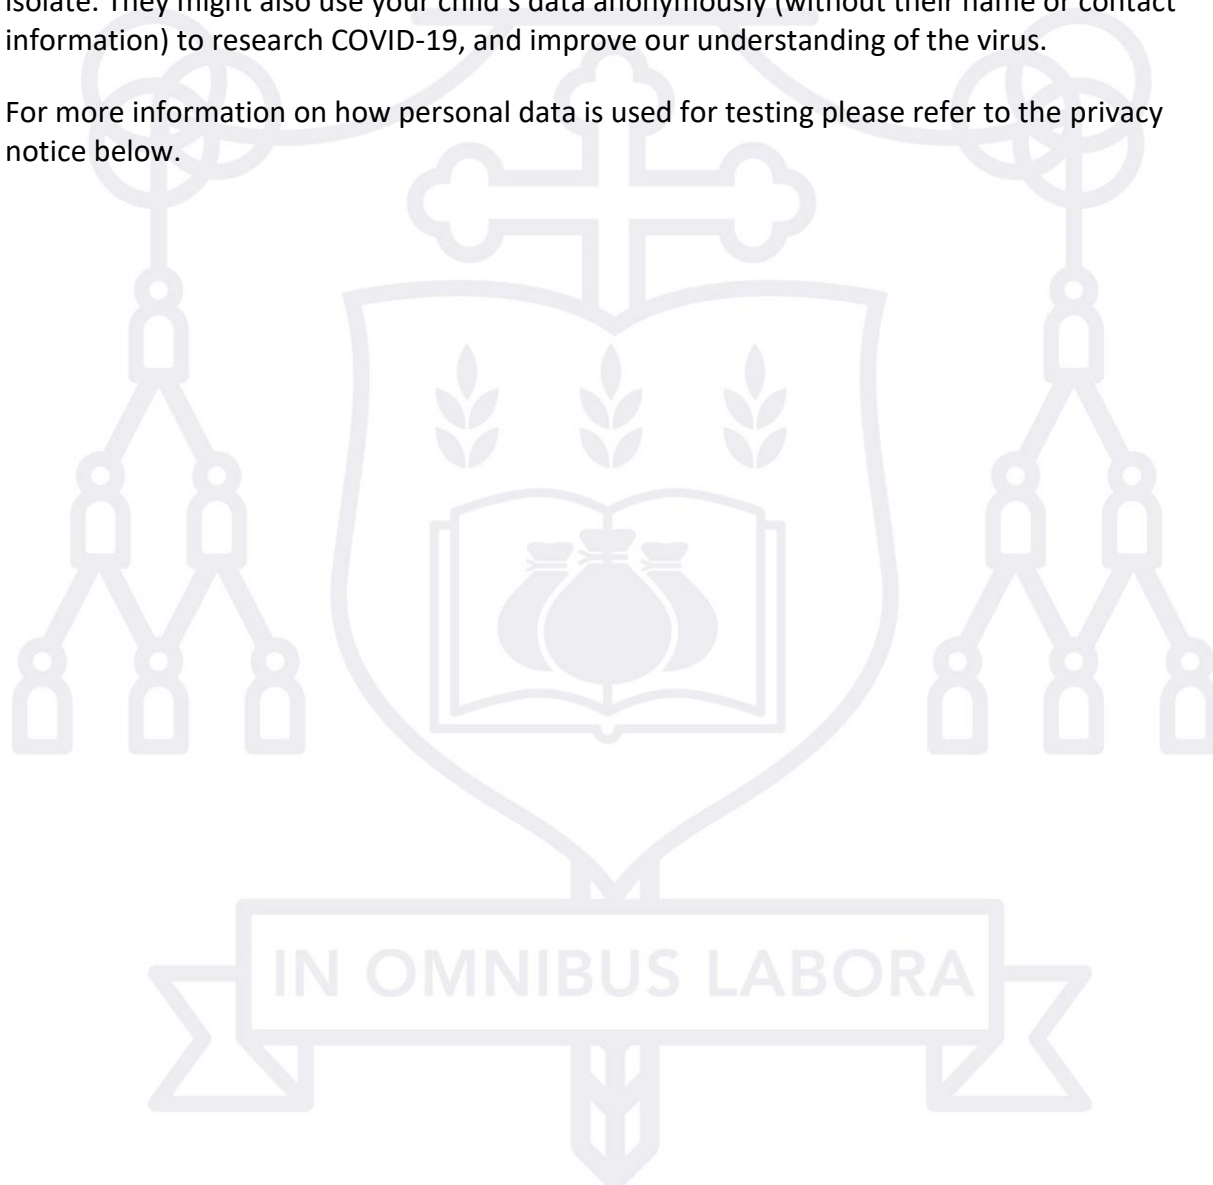 isolate. They might also use your child's data anonymously (without their name or contact
information) to research COVID-19, and improve our understanding of the virus.
For more information on how personal data is used for testing please refer to the privacy
notice below.
IN OMNIBUS LABORA